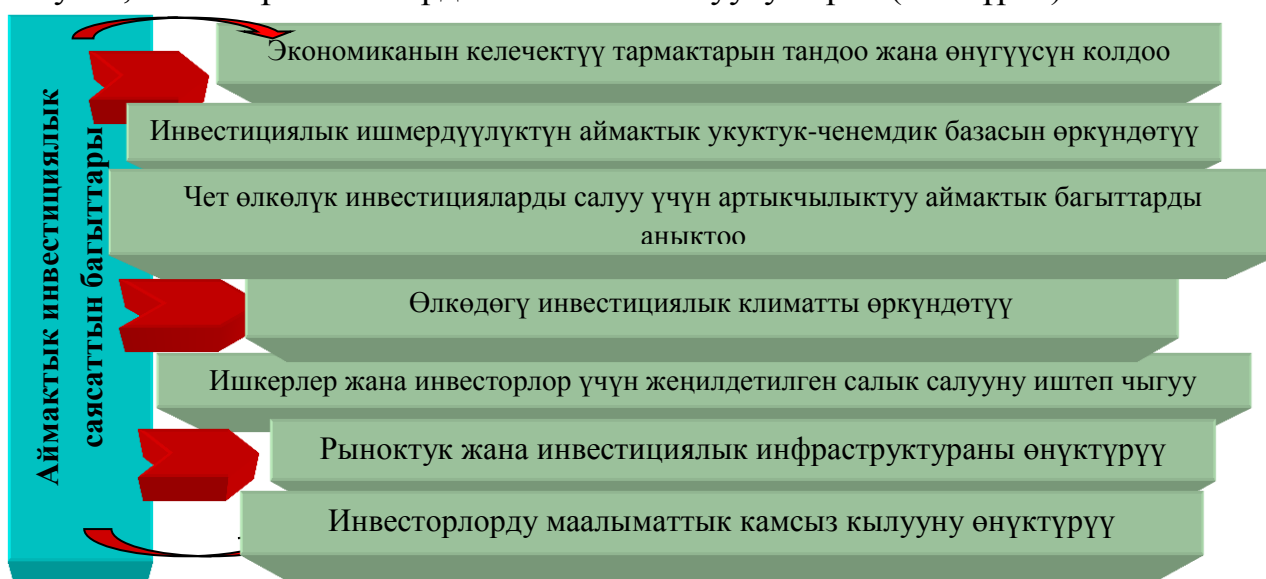 Аймактык инвестициялык
саясаттын багыттары
Экономиканын келечектүү тармактарын тандоо жана өнүгүүсүн колдоо
Инвестициялык ишмердүүлүктүн аймактык укуктук-ченемдик базасын өркүндөтүү
Чет өлкөлүк инвестицияларды салуу үчүн артыкчылыктуу аймактык багыттарды
аныктоо
Өлкөдөгү инвестициялык климатты өркүндөтүү
Ишкерлер жана инвесторлор үчүн жеңилдетилген салык салууну иштеп чыгуу
Рыноктук жана инвестициялык инфраструктураны өнүктүрүү
Инвесторлорду маалыматтык камсыз кылууну өнүктүрүү